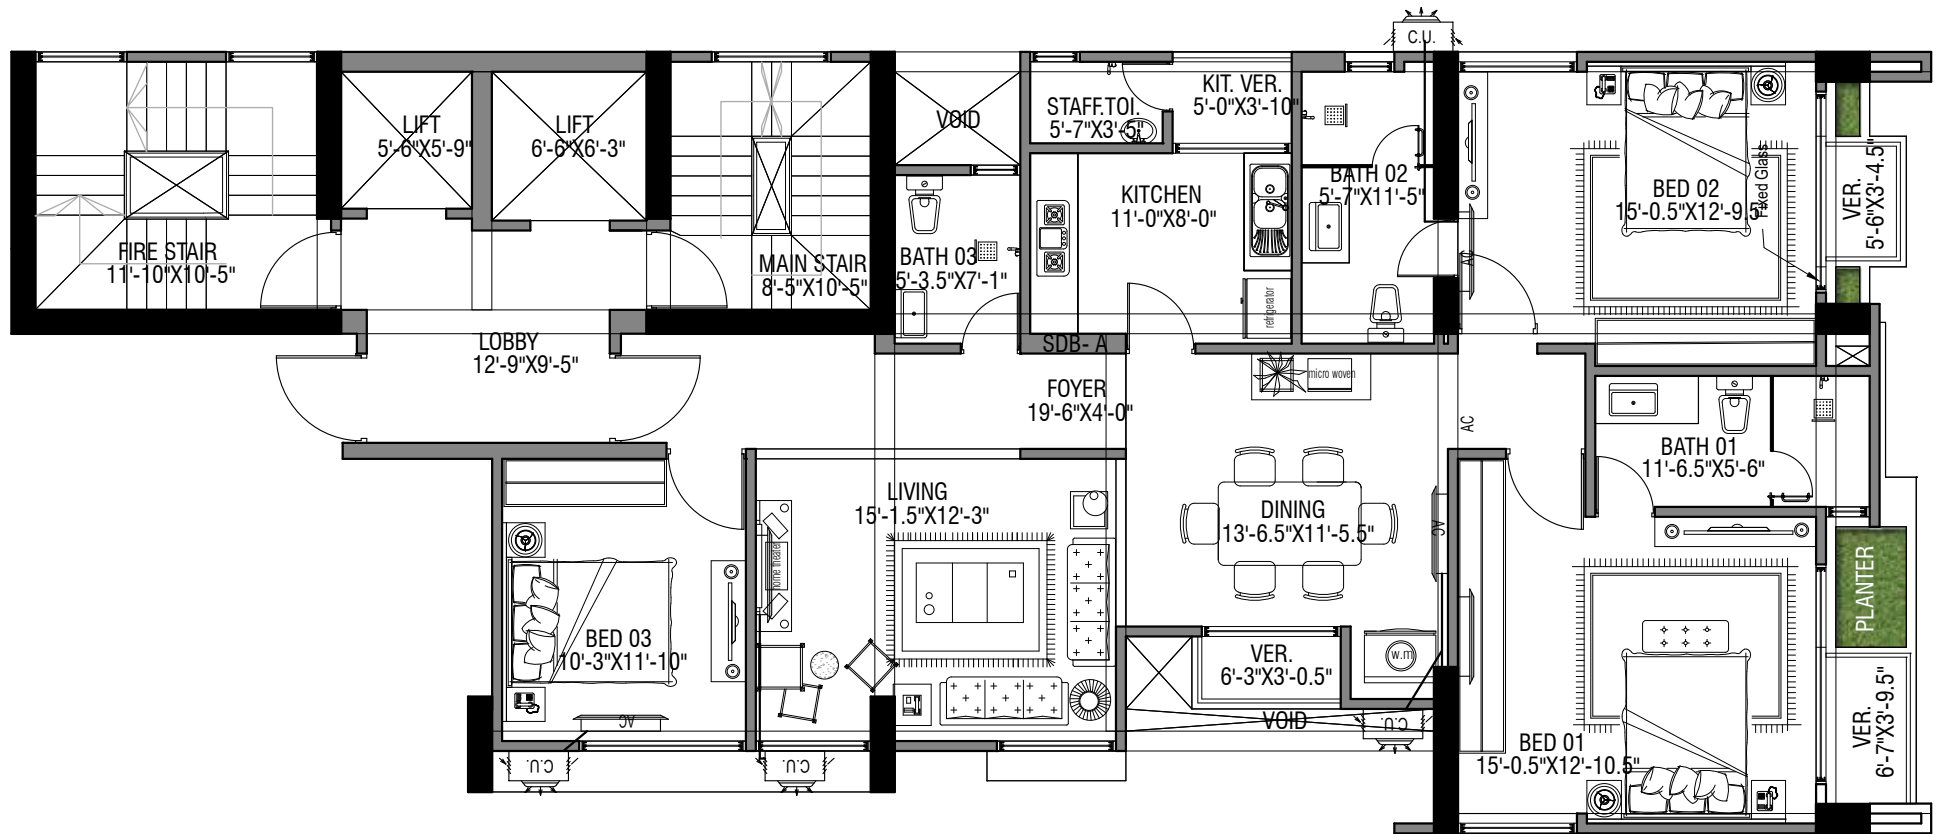 C.U.
LIFT
5'-6"X5'-9"
LIFT
6'-6"X6'-3"
VOID
STAFF.TOI.
5'-7"X3'-5"
KIT. VER.
5'-0"X3'-10"
BATH 02
5'-7"X11'-5"
KITCHEN
11'-0"X8'-0"
BED 02
15'-0.5"X12'-9.5"
Fixed Glass
VER.
5'-6"X3'-4.5"
FIRE STAIR
11'-10"X10'-5"
MAIN STAIR
8'-5"X10'-5"
BATH 03
5'-3.5"X7'-1"
AC
refrigerator
LOBBY
12'-9"X9'-5"
SDB- A
FOYER
19'-6"X4'-0"
micro woven
AC
BATH 01
11'-6.5"X5'-6"
LIVING
15'-1.5"X12'-3"
DINING
13'-6.5"X11'-5.5"
AC
home theater
PLANTER
BED 03
10'-3"X11'-10"
VER.
6'-3"X3'-0.5"
w.m
AC
VOID
C.U.
VER.
6'-7"X3'-9.5"
BED 01
15'-0.5"X12'-10.5"
C.U.
C.U.